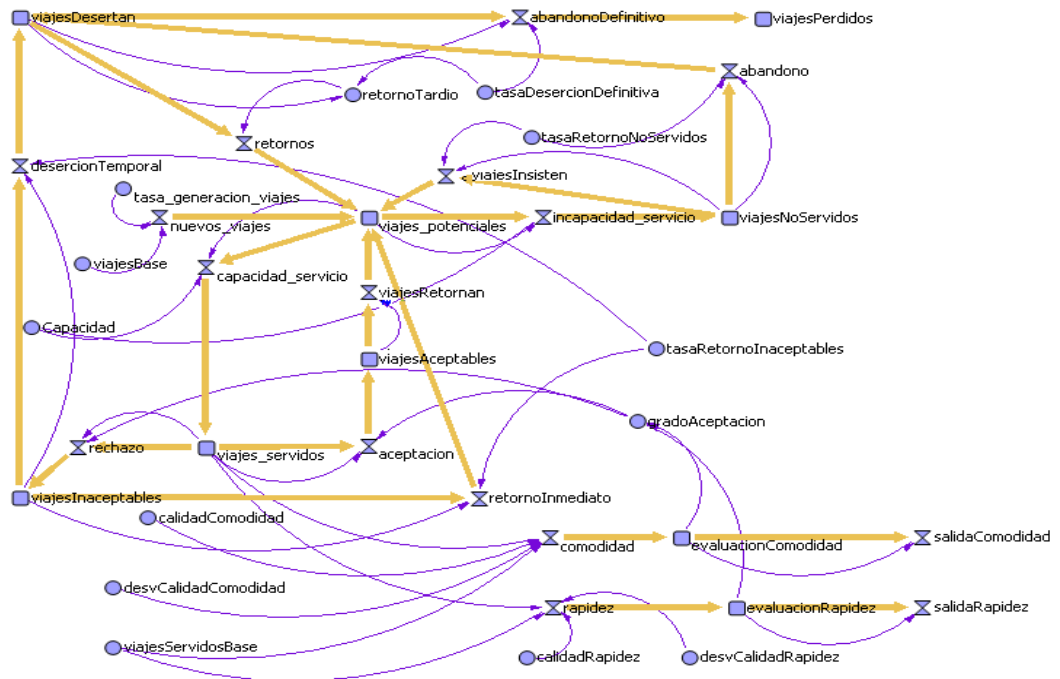 viajesDesertan
abandonoDefinitivo
viajesPerdidos
abandono
retornoTardio
tasaDesercionDefinitiva
retornos
tasaRetornoNoServidos
desercionTemporal
viajesInsisten
tasa_generacion_viajes
nuevos_viajes
viajes_potenciales
incapacidad_servicio
viajesNoServidos
viajesBase
capacidad_servicio
viajesRetornan
Capacidad
tasaRetornoInaceptables
viajesAceptables
gradoAceptacion
rechazo
viajes_servidos
aceptacion
viajesInaceptables
retornoInmediato
calidadComodidad
comodidad
evaluacionComodidad
salidaComodidad
desvCalidadComodidad
rapidez
evaluacionRapidez
salidaRapidez
viajesServidosBase
calidadRapidez
desvCalidadRapidez